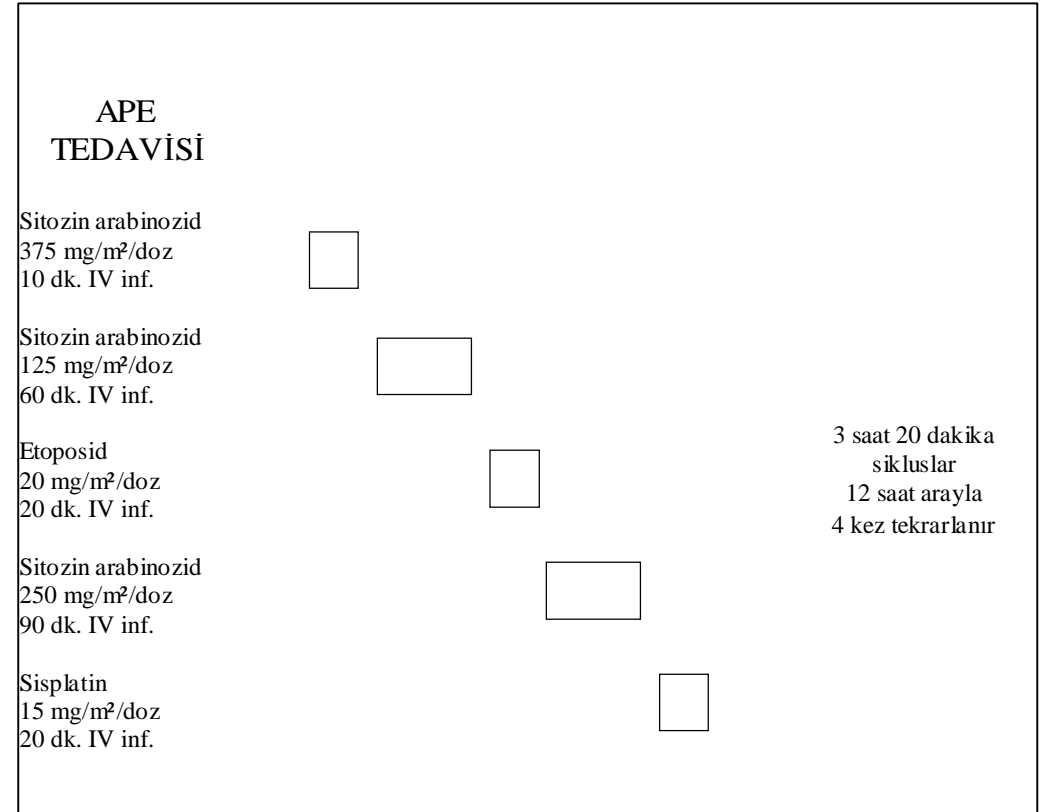 APE
TEDAVİSİ
Sitozin arabinozid
375 mg/m²/doz
10 dk. IV inf.
Sitozin arabinozid
125 mg/m²/doz
60 dk. IV inf.
Etoposid
20 mg/m²/doz
20 dk. IV inf.
Sitozin arabinozid
250 mg/m²/doz
90 dk. IV inf.
Sisplatin
15 mg/m²/doz
20 dk. IV inf.
3 saat 20 dakika
sikluslar
12 saat arayla
4 kez tekrarlanır